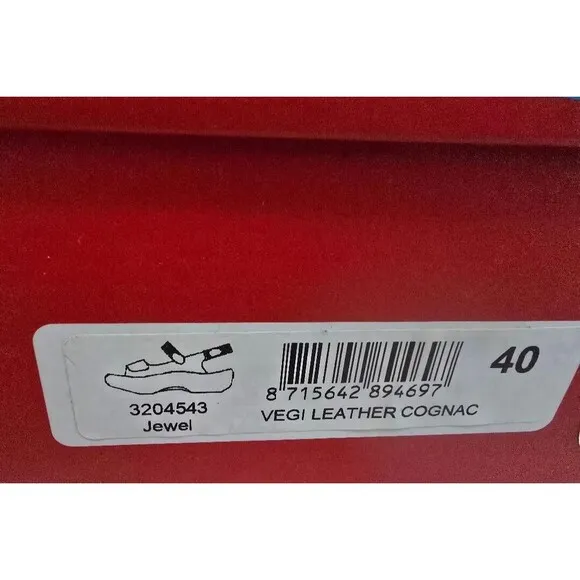 40
8 715642 894697
3204543
Jewel
VEGI LEATHER COGNAC